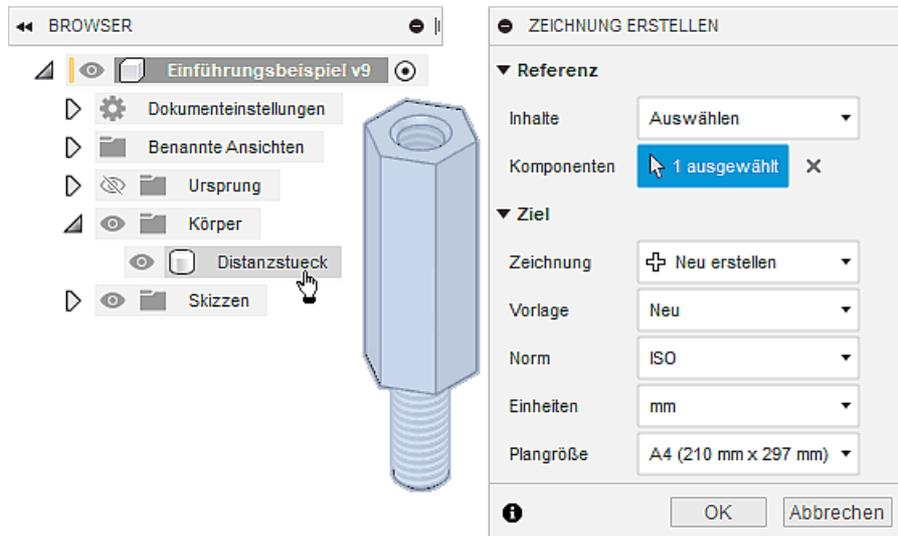 BROWSER
Einführungsbeispiel v9
Dokumenteinstellungen
Benannte Ansichten
Ursprung
Körper
Distanzstueck
Skizzen
ZEICHNUNG ERSTELLEN
Referenz
Inhalte Auswählen
Komponenten 1 ausgewählt
Ziel
Zeichnung Neu erstellen
Vorlage Neu
Norm ISO
Einheiten mm
Plangröße A4 (210 mm x 297 mm)
OK Abbrechen